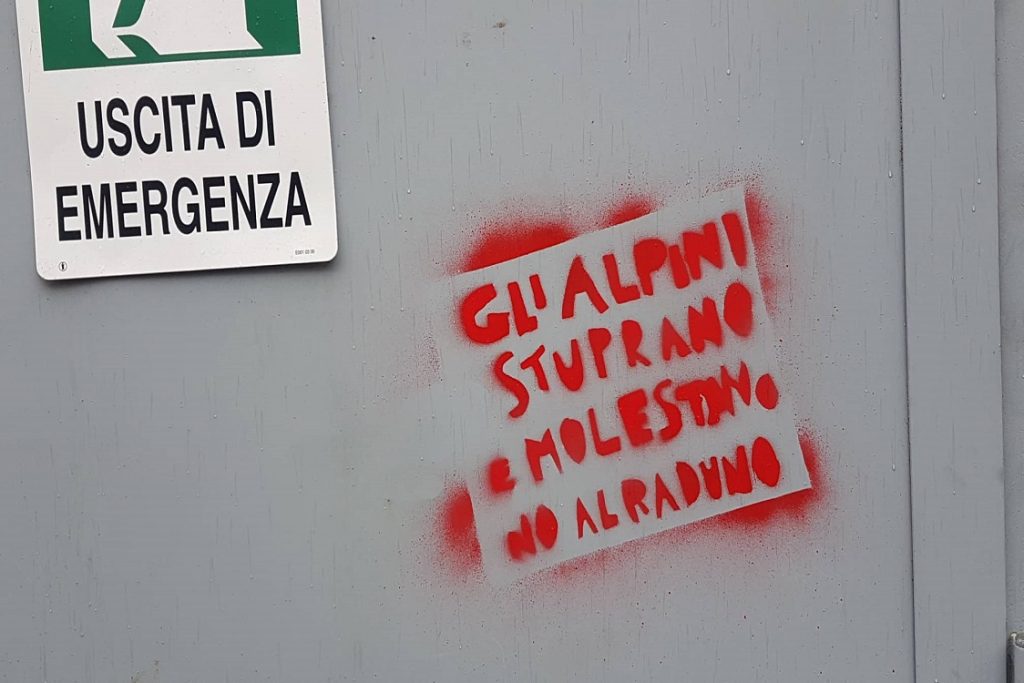 USCITA DI
EMERGENZA
GLI ALPINI
STUPRANO
E MOLESTANO
NO AL RADUNO